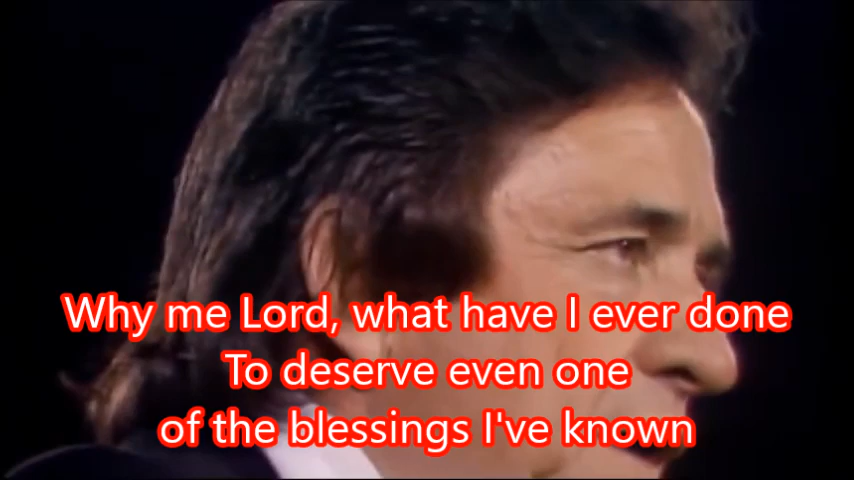 Why me Lord, what have I ever done
To deserve even one
of the blessings I've known